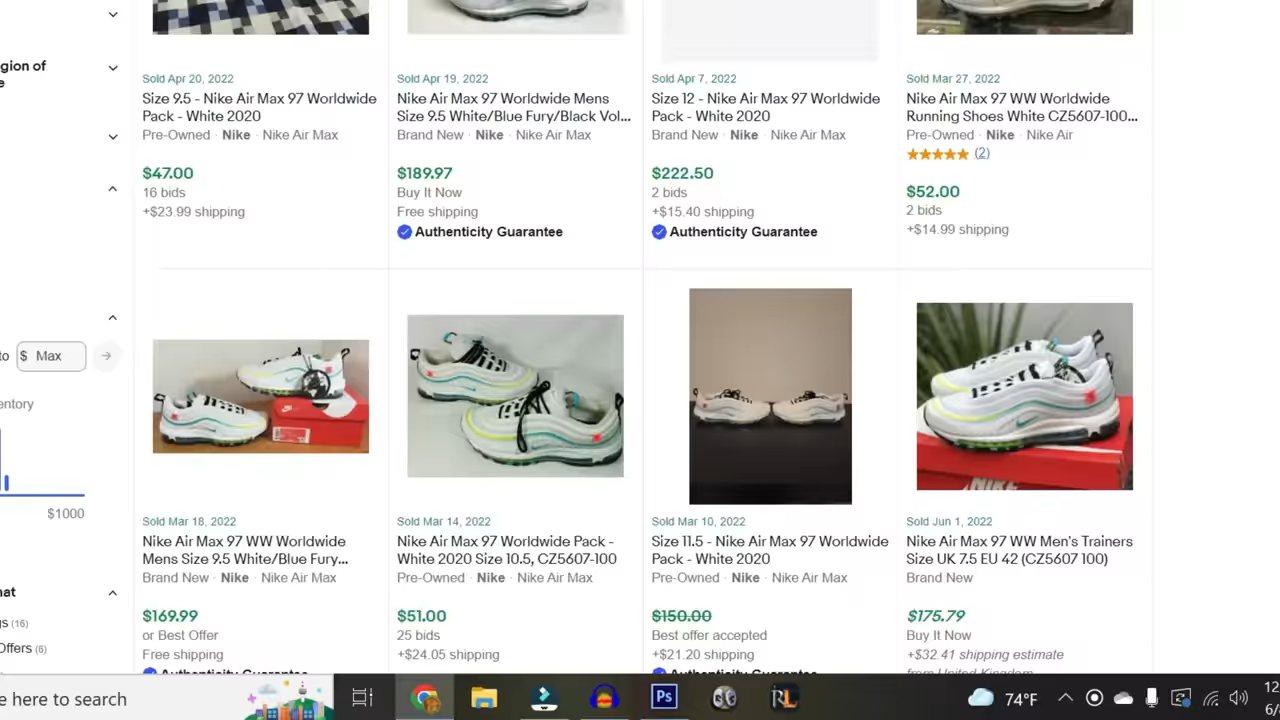 gion of
e
to
$ Max
entory
$1000
nat
gs (16)
Offers (6)
Sold Apr 20, 2022
Size 9.5 - Nike Air Max 97 Worldwide
Pack - White 2020
Pre-Owned · Nike · Nike Air Max
$47.00
16 bids
+$23.99 shipping
Sold Apr 19, 2022
Nike Air Max 97 Worldwide Mens
Size 9.5 White/Blue Fury/Black Vol...
Brand New · Nike · Nike Air Max
$189.97
Buy It Now
Free shipping
Authenticity Guarantee
Sold Apr 7, 2022
Size 12 - Nike Air Max 97 Worldwide
Pack - White 2020
Brand New · Nike · Nike Air Max
$222.50
2 bids
+$15.40 shipping
Authenticity Guarantee
Sold Mar 27, 2022
Nike Air Max 97 WW Worldwide
Running Shoes White CZ5607-100...
Pre-Owned · Nike · Nike Air
(2)
$52.00
2 bids
+$14.99 shipping
Sold Mar 18, 2022
Nike Air Max 97 WW Worldwide
Mens Size 9.5 White/Blue Fury...
Brand New · Nike · Nike Air Max
$169.99
or Best Offer
Free shipping
Authenticity Guarantee
Sold Mar 14, 2022
Nike Air Max 97 Worldwide Pack -
White 2020 Size 10.5, CZ5607-100
Pre-Owned · Nike · Nike Air Max
$51.00
25 bids
+$24.05 shipping
Sold Mar 10, 2022
Size 11.5 - Nike Air Max 97 Worldwide
Pack - White 2020
Pre-Owned · Nike · Nike Air Max
$150.00
Best offer accepted
+$21.20 shipping
Authenticity Guarantee
Sold Jun 1, 2022
Nike Air Max 97 WW Men's Trainers
Size UK 7.5 EU 42 (CZ5607 100)
Brand New
$175.79
Buy It Now
+$32.41 shipping estimate
from United Kingdom
e here to search
Ps
RL
74°F
12
6/